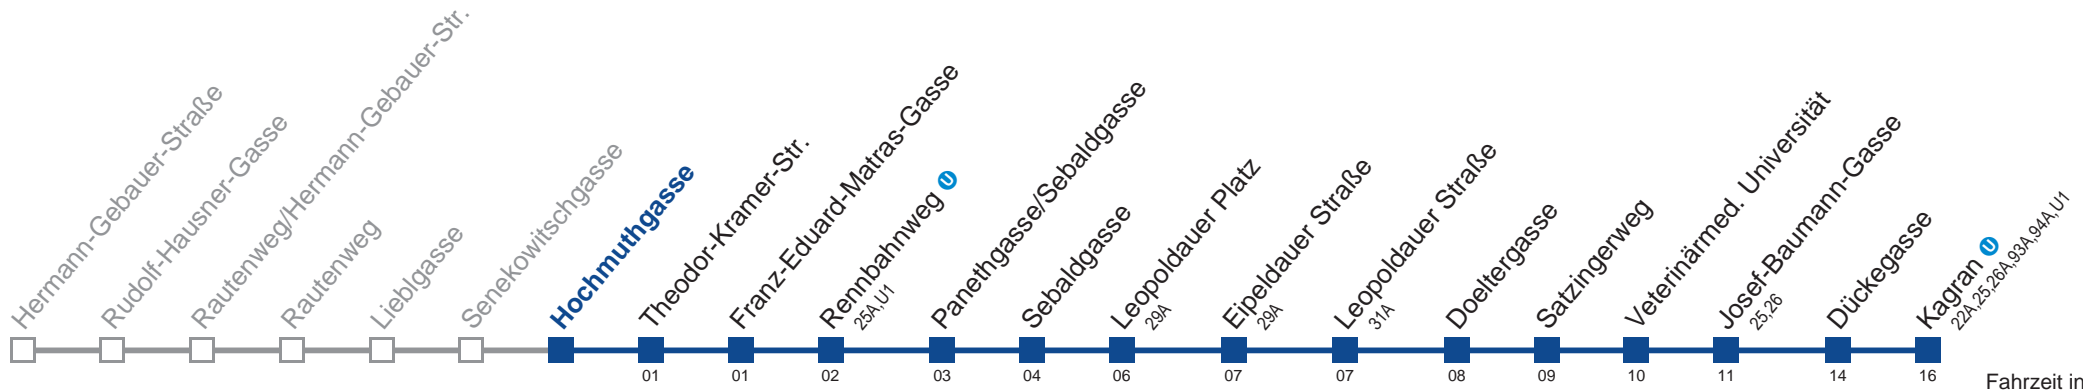 Hermann-Gebauer-Straße
Rudolf-Hausner-Gasse
Rautenweg/Hermann-Gebauer-Str.
Rautenweg
Lieblgasse
Senekowitschgasse
Hochmuthgasse
Theodor-Kramer-Str.
Franz-Eduard-Matras-Gasse
Rennbahnweg U
25A,U1
Panethgasse/Sebaldgasse
Sebaldgasse
Leopoldauer Platz
29A
Eipeldauer Straße
29A
Leopoldauer Straße
31A
Doeltergasse
Satzingerweg
Veterinärmed. Universität
Josef-Baumann-Gasse
25,26
Dückegasse
Kagran U
22A,25,26A,93A,94A,U1
01 01 02 03 04 06 07 07 08 09 10 11 14 16
Fahrzeit in